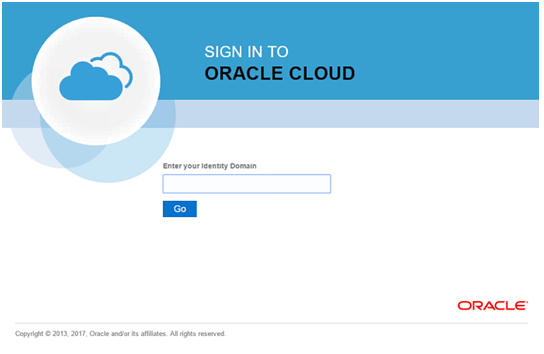 SIGN IN TO
ORACLE CLOUD
Enter your Identity Domain
Go
ORACLE
Copyright © 2013, 2017, Oracle and/or its affiliates. All rights reserved.